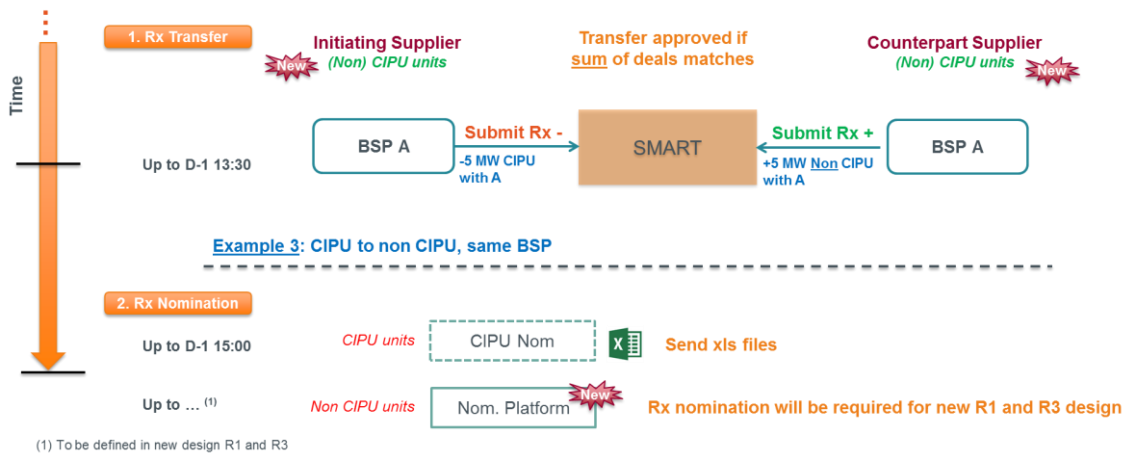 1. Rx Transfer
Initiating Supplier
(Non) CIPU units
New
Transfer approved if
sum of deals matches
Counterpart Supplier
(Non) CIPU units
New
Time
Up to D-1 13:30
BSP A
Submit Rx -
-5 MW CIPU
with A
SMART
Submit Rx +
+5 MW Non CIPU
with A
BSP A
Example 3: CIPU to non CIPU, same BSP
2. Rx Nomination
Up to D-1 15:00
CIPU units
CIPU Nom
X
Send xls files
Up to … (1)
Non CIPU units
Nom. Platform
New
Rx nomination will be required for new R1 and R3 design
(1) To be defined in new design R1 and R3